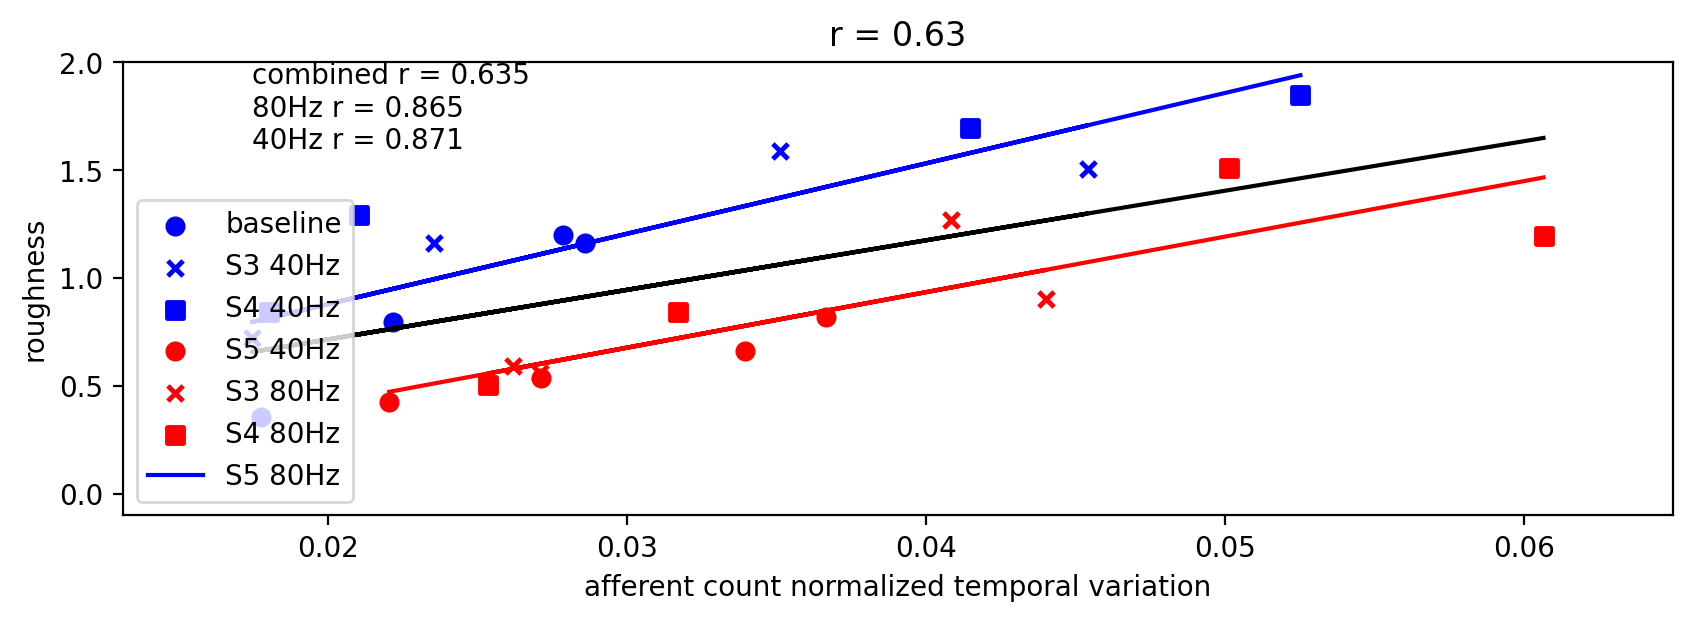 r = 0.63
combined r = 0.635
80Hz r = 0.865
40Hz r = 0.871
2.0
1.5
1.0
0.5
0.0
roughness
baseline
S3 40Hz
S4 40Hz
S5 40Hz
S3 80Hz
S4 80Hz
S5 80Hz
0.02 0.03 0.04 0.05 0.06
afferent count normalized temporal variation